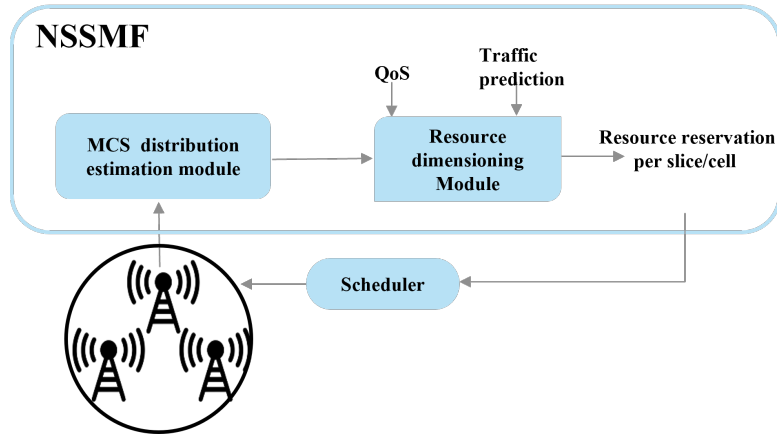 NSSMF
QoS
Traffic
prediction
MCS distribution
estimation module
Resource
dimensioning
Module
Resource reservation
per slice/cell
Scheduler